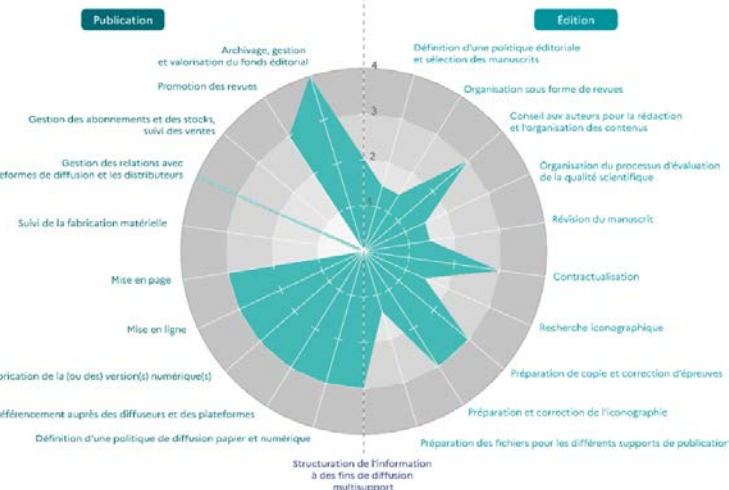 Publication
Édition
Archivage, gestion
et valorisation du fonds éditorial
Promotion des revues
Gestion des abonnements et des stocks,
suivi des ventes
Gestion des relations avec
eformes de diffusion et les distributeurs
Suivi de la fabrication matérielle
Mise en page
Mise en ligne
rication de la (ou des) version(s) numérique(s)
éférencement auprès des diffuseurs et des plateformes
Définition d'une politique de diffusion papier et numérique
4
3
2
1
Définition d'une politique éditoriale
et sélection des manuscrits
Organisation sous forme de revues
Conseil aux auteurs pour la rédaction
et l'organisation des contenus
Organisation du processus d'évaluation
de la qualité scientifique
Révision du manuscrit
Contractualisation
Recherche iconographique
Préparation de copie et correction d'épreuves
Préparation et correction de l'iconographie
Préparation des fichiers pour les différents supports de publication
Structuration de l'information
à des fins de diffusion
multisupport